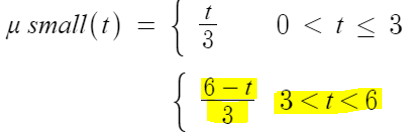 μ small(t) = { t/3 0 < t ≤ 3
{ 6 − t/3 3 < t < 6